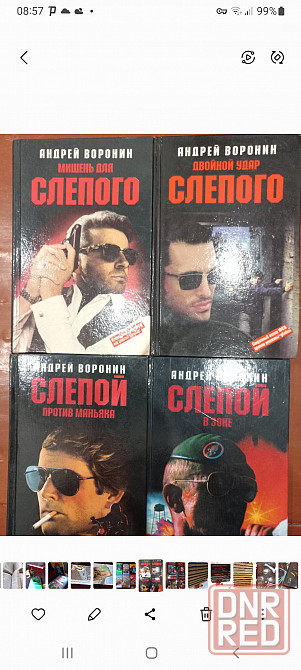 08:57
99%
АНДРЕЙ ВОРОНИН
МИШЕНЬ ДЛЯ
СЛЕПОГО
АНДРЕЙ ВОРОНИН
ДВОЙНОЙ УДАР
СЛЕПОГО
АНДРЕЙ ВОРОНИН
СЛЕПОЙ
ПРОТИВ МАНЬЯКА
АНДРЕЙ ВОРОНИН
СЛЕПОЙ
В ЗОНЕ
DNR
RED